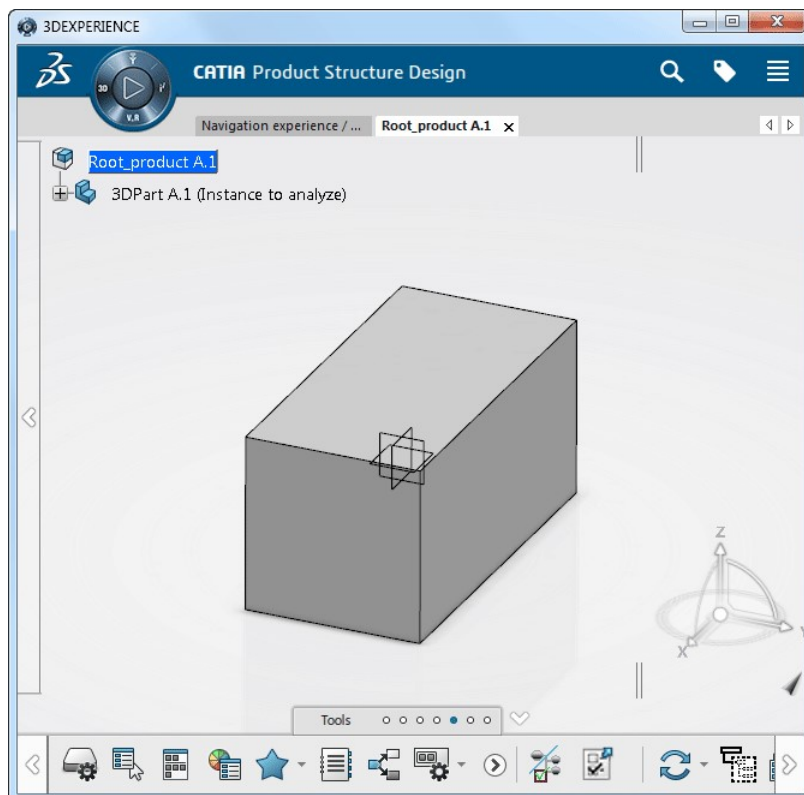 3DEXPERIENCE
CATIA Product Structure Design
3D
V.R
Navigation experience / ...
Root_product A.1
Root_product A.1
3DPart A.1 (Instance to analyze)
Z
Y
X
Tools